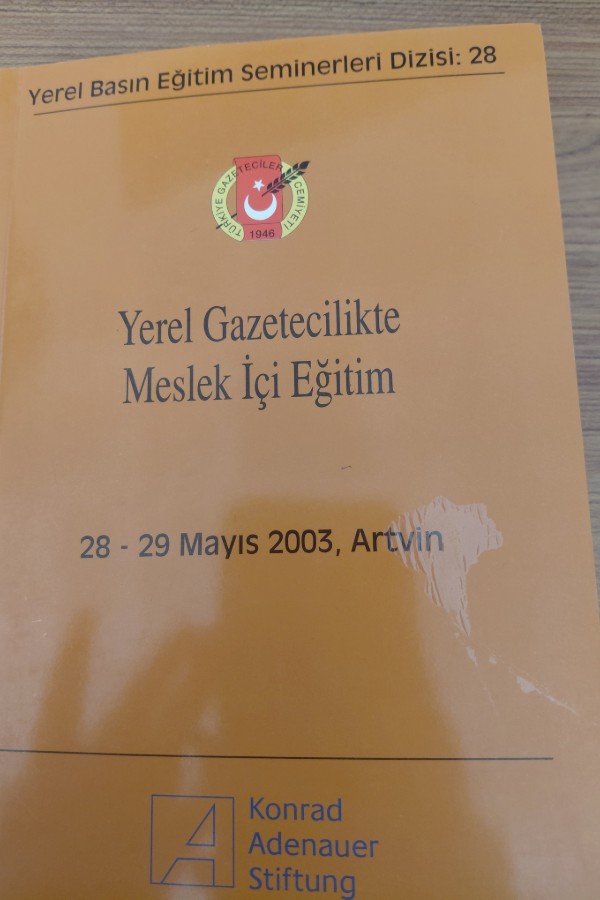 Yerel Basın Eğitim Seminerleri Dizisi: 28
TÜRKİYE GAZETECİLER CEMİYETİ
1946
Yerel Gazetecilikte
Meslek İçi Eğitim
28 - 29 Mayıs 2003, Artvin
Konrad
Adenauer
Stiftung